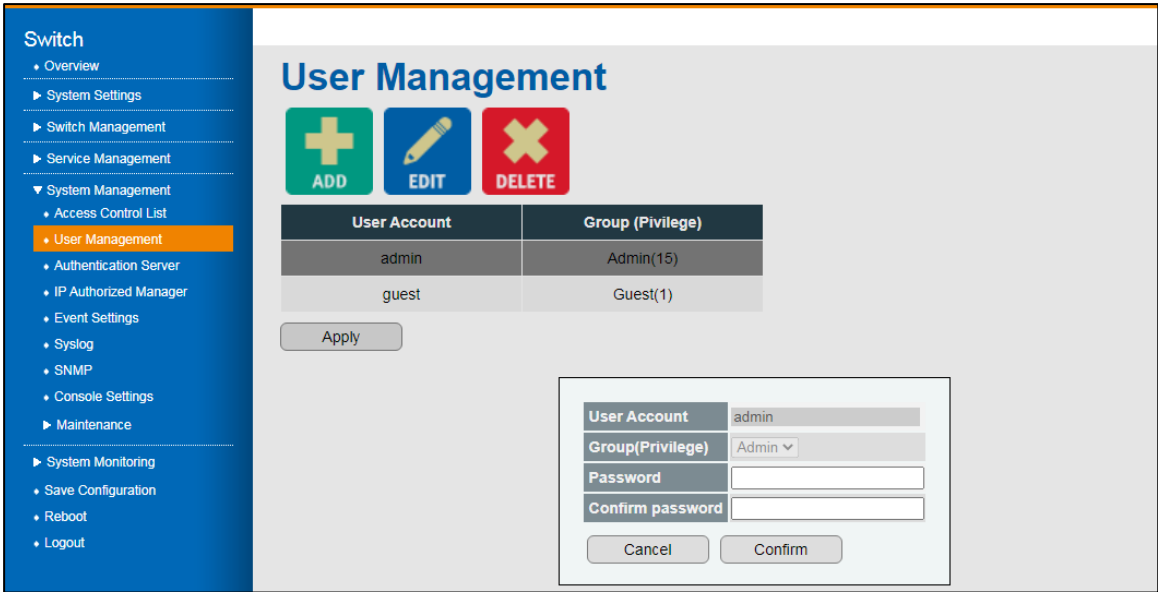 Switch
Overview
System Settings
Switch Management
Service Management
System Management
Access Control List
User Management
Authentication Server
IP Authorized Manager
Event Settings
Syslog
SNMP
Console Settings
Maintenance
System Monitoring
Save Configuration
Reboot
Logout
User Management
ADD EDIT DELETE
User Account Group (Pivilege)
admin Admin(15)
guest Guest(1)
Apply
User Account admin
Group(Privilege) Admin
Password
Confirm password
Cancel Confirm